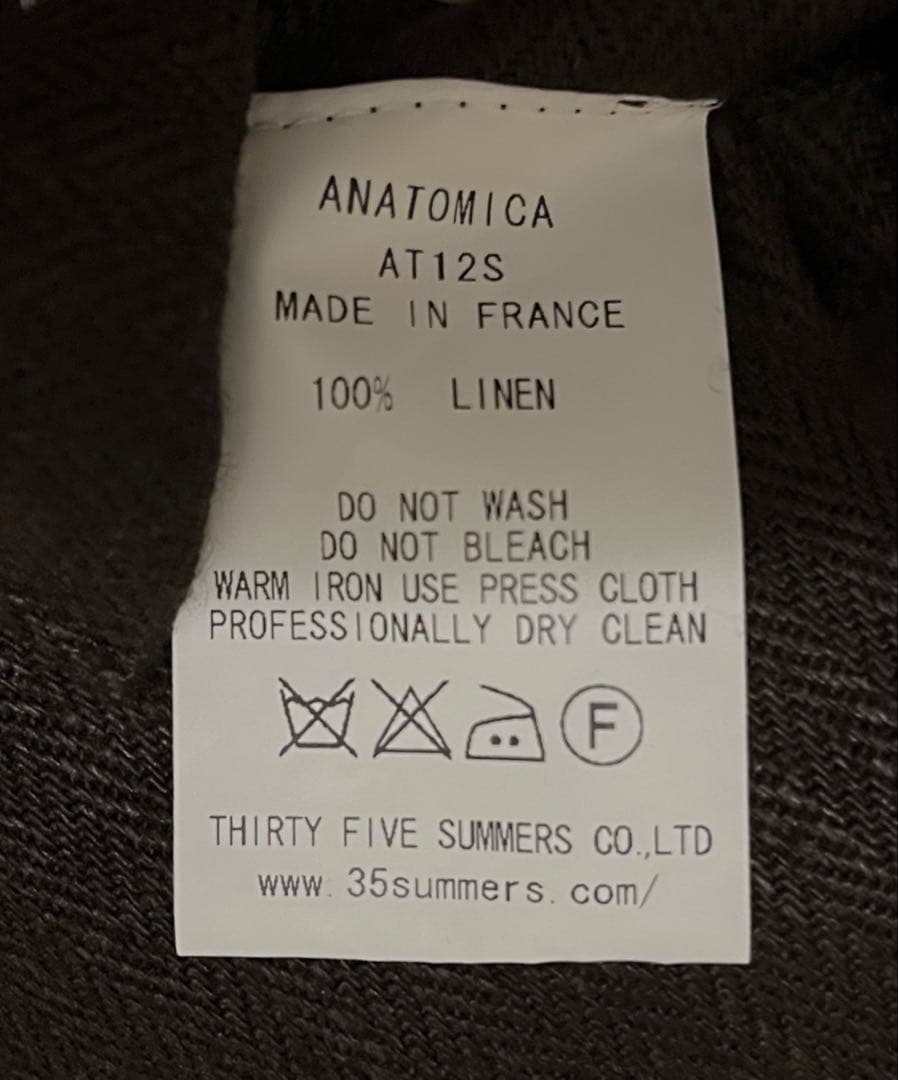 ANATOMICA
AT12S
MADE IN FRANCE
100% LINEN
DO NOT WASH
DO NOT BLEACH
WARM IRON USE PRESS CLOTH
PROFESSIONALLY DRY CLEAN
F
THIRTY FIVE SUMMERS CO.,LTD
www.35summers.com/